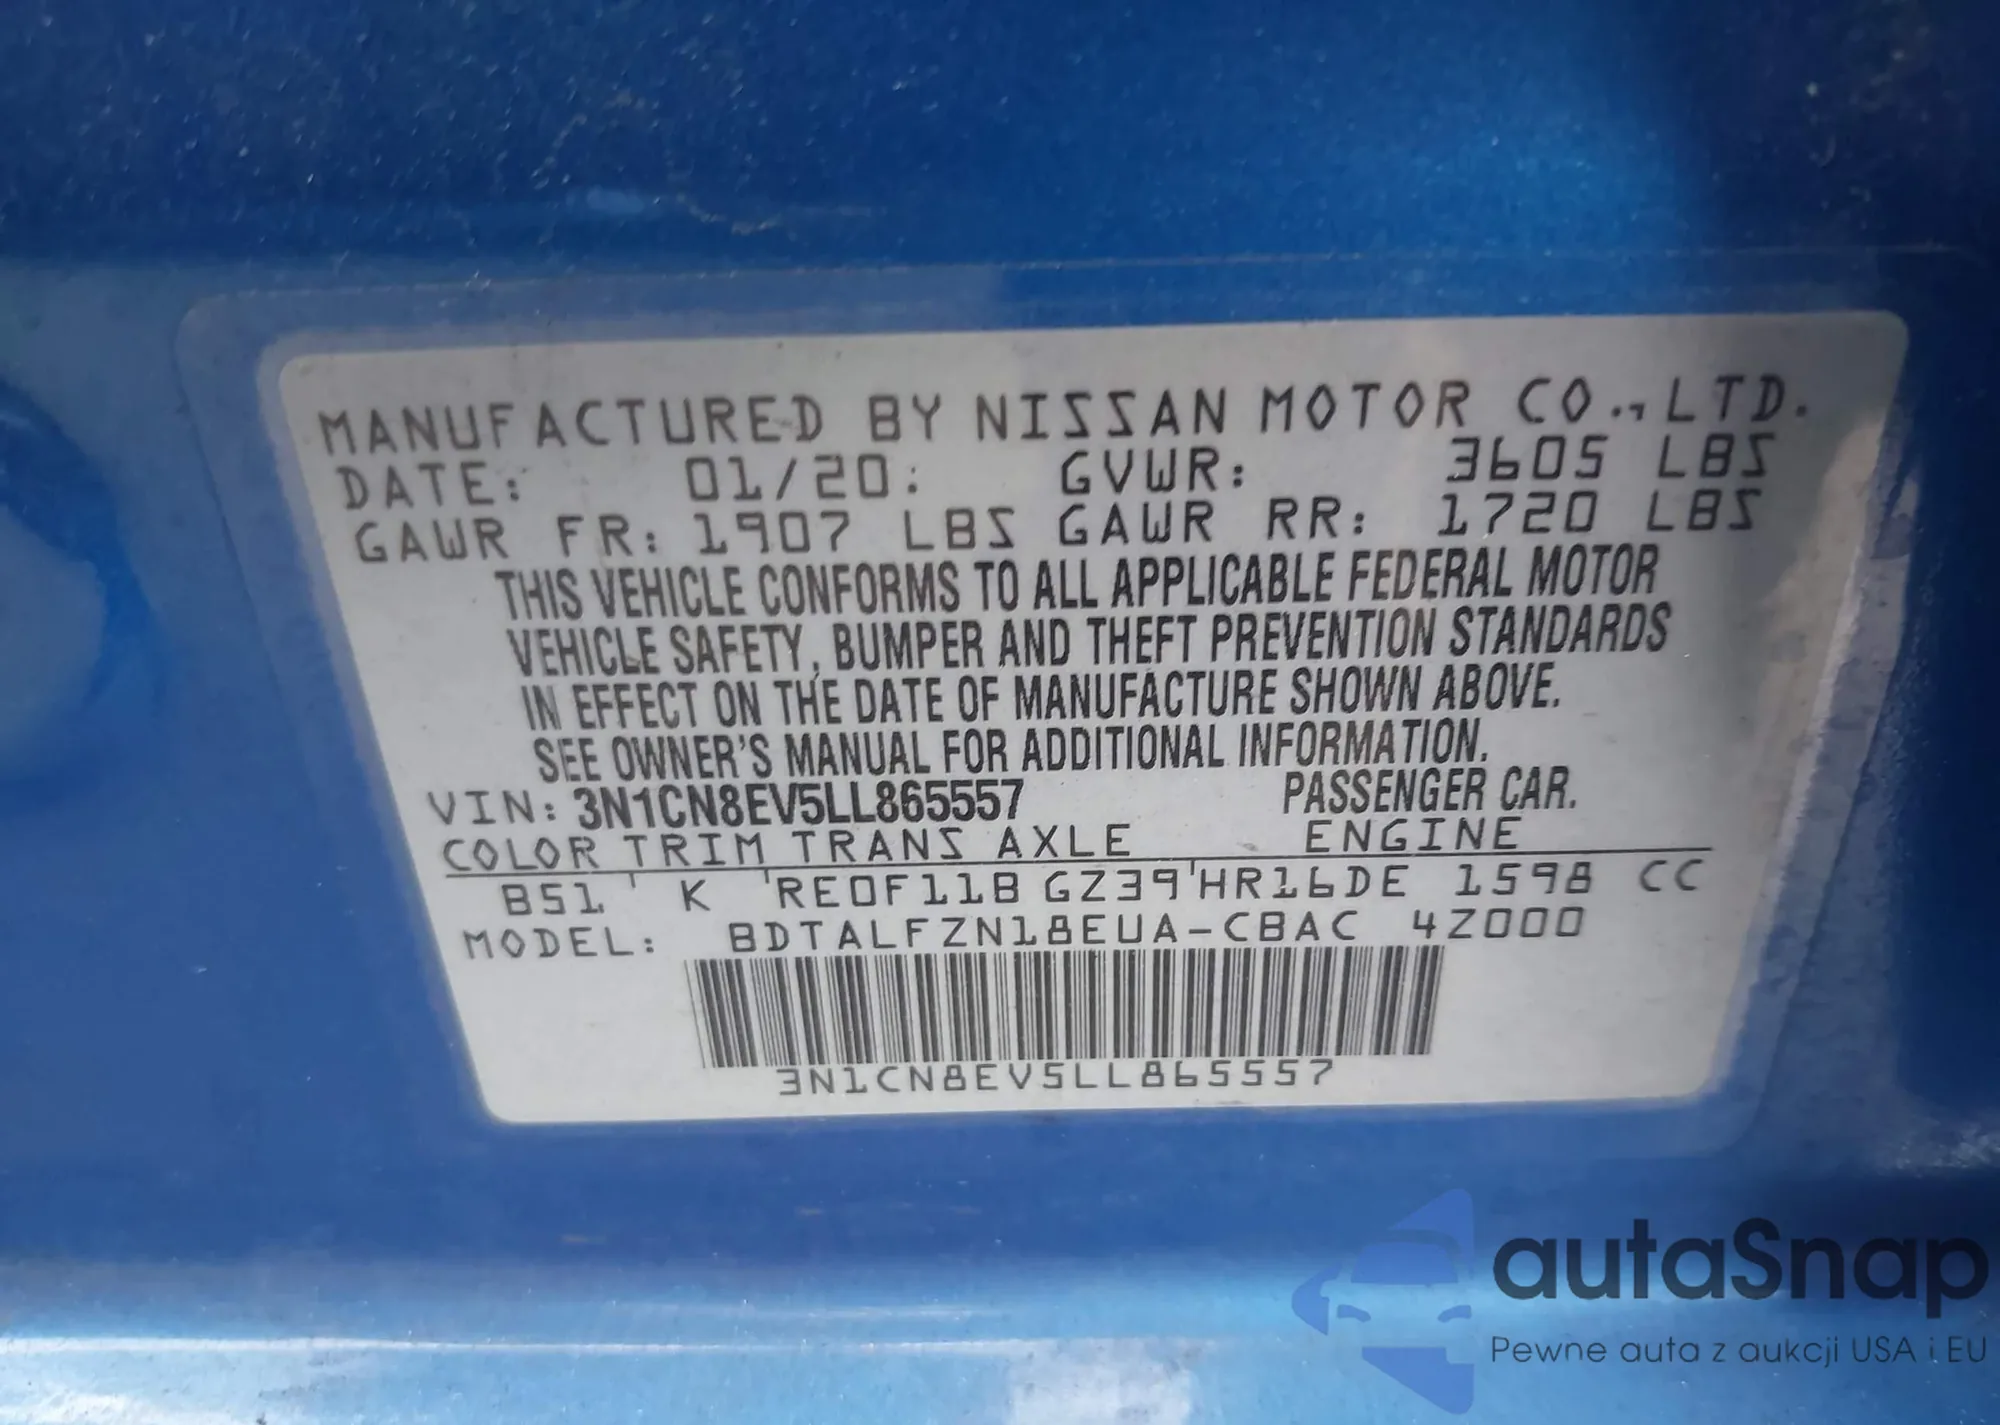 MANUFACTURED BY NISSAN MOTOR CO., LTD.
DATE: 01/20: GVWR: 3605 LBS
GAWR FR: 1907 LBS GAWR RR: 1720 LBS
THIS VEHICLE CONFORMS TO ALL APPLICABLE FEDERAL MOTOR
VEHICLE SAFETY, BUMPER AND THEFT PREVENTION STANDARDS
IN EFFECT ON THE DATE OF MANUFACTURE SHOWN ABOVE.
SEE OWNER'S MANUAL FOR ADDITIONAL INFORMATION.
VIN: 3N1CN8EV5LL865557 PASSENGER CAR.
COLOR TRIM TRANS AXLE ENGINE
B51 K RE0F11B GZ39 HR16DE 1598 CC
MODEL: BDTALFZN18EUA-CBAC 4Z000
3N1CN8EV5LL865557
autaSnap
Pewne auta z aukcji USA i EU